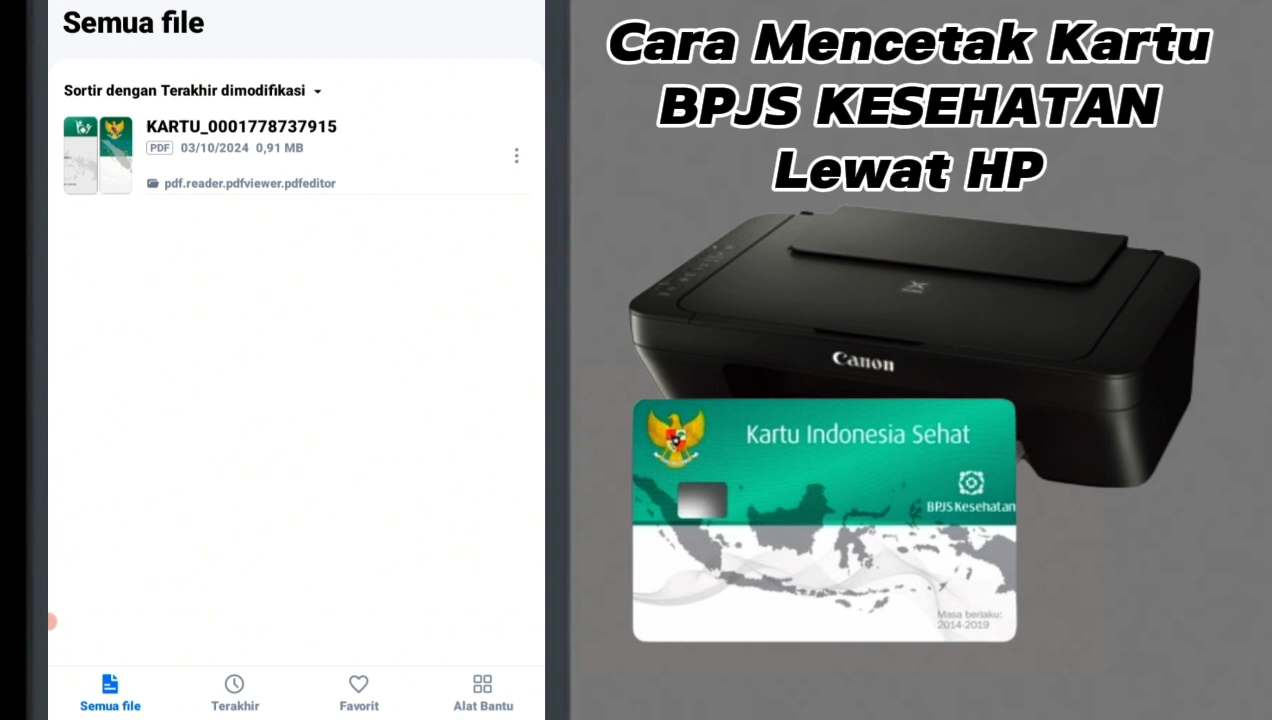 Semua file
Sortir dengan Terakhir dimodifikasi
KARTU_0001778737915
PDF 03/10/2024 0,91 MB
pdf.reader.pdfviewer.pdfeditor
Semua file
Terakhir
Favorit
Alat Bantu
Cara Mencetak Kartu
BPJS KESEHATAN
Lewat HP
Canon
Kartu Indonesia Sehat
BPJS Kesehatan
Masa berlaku:
2014-2019